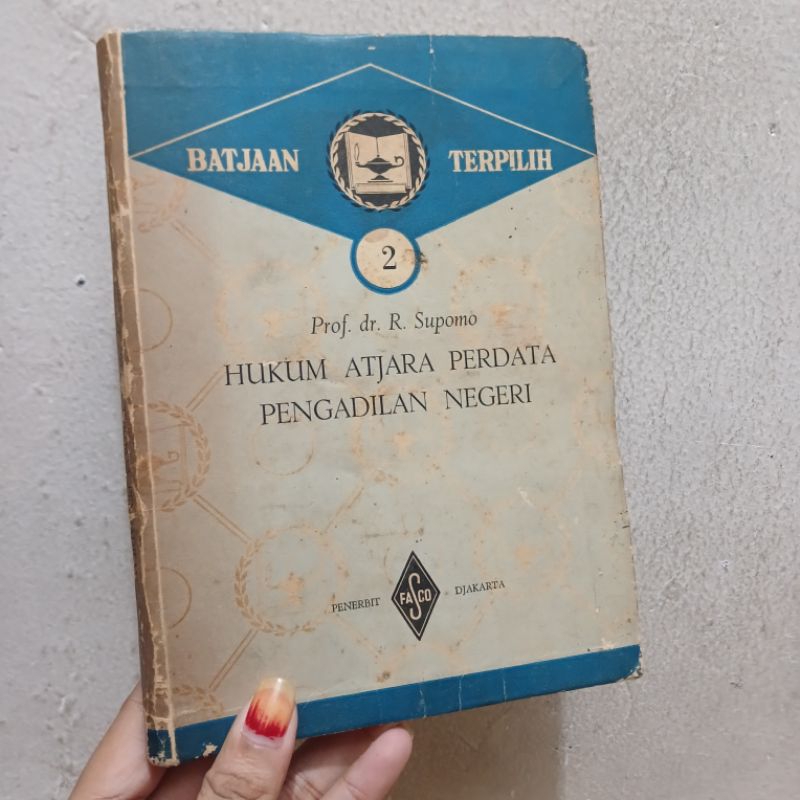 BATJAAN TERPILIH
2
Prof. dr. R. Supomo
HUKUM ATJARA PERDATA
PENGADILAN NEGERI
PENERBIT FASCO DJAKARTA